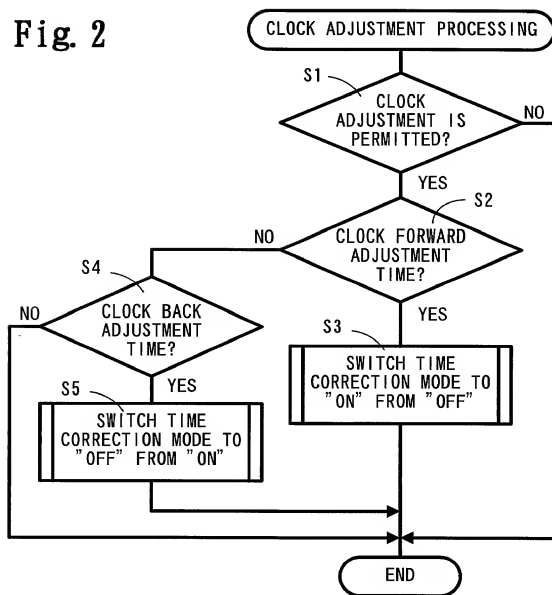 Fig. 2
CLOCK ADJUSTMENT PROCESSING
S1
CLOCK
ADJUSTMENT IS
PERMITTED?
NO
YES
S2
CLOCK FORWARD
ADJUSTMENT
TIME?
NO
YES
S4
CLOCK BACK
ADJUSTMENT
TIME?
NO
YES
S3
SWITCH TIME
CORRECTION MODE TO
"ON" FROM "OFF"
S5
SWITCH TIME
CORRECTION MODE TO
"OFF" FROM "ON"
END